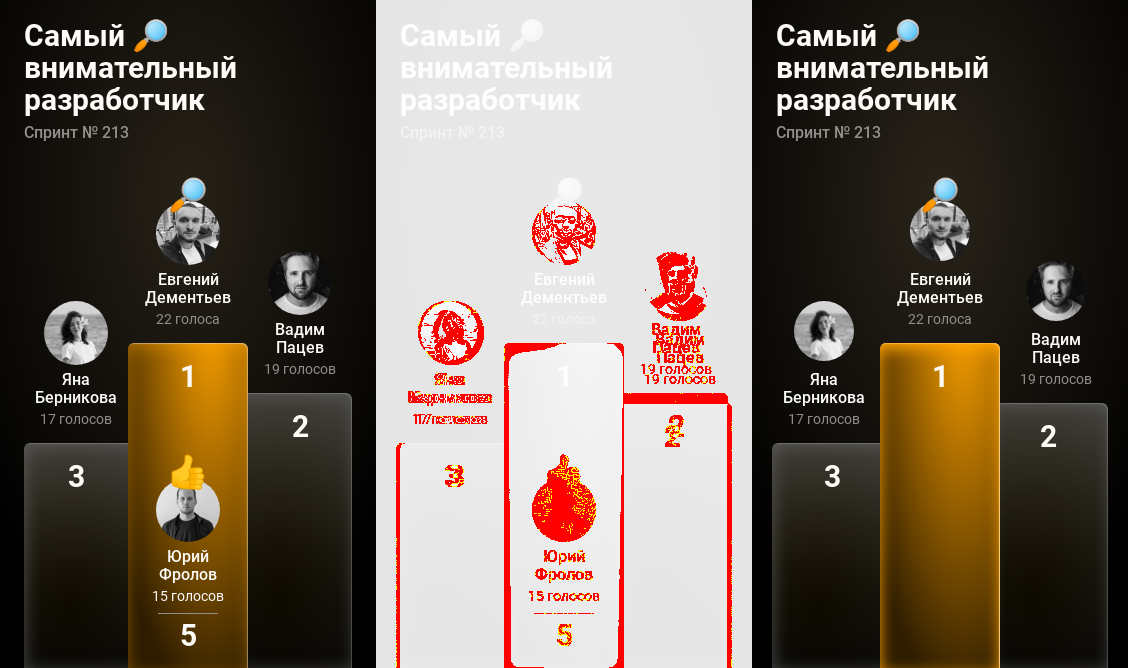 Самый 🔎
внимательный
разработчик
Спринт № 213
Евгений
Дементьев
22 голоса
Вадим
Пацев
19 голосов
Яна
Берникова
17 голосов
1
2
3
Юрий
Фролов
15 голосов
5
Самый
внимательный
разработчик
Спринт № 213
Евгений
Дементьев
22 голоса
Вадим
Вадим
Пацев
Пацев
19 голосов
19 голосов
1
2
3
Юрий
Фролов
15 голосов
5
Самый 🔎
внимательный
разработчик
Спринт № 213
Евгений
Дементьев
22 голоса
Вадим
Пацев
19 голосов
Яна
Берникова
17 голосов
1
2
3